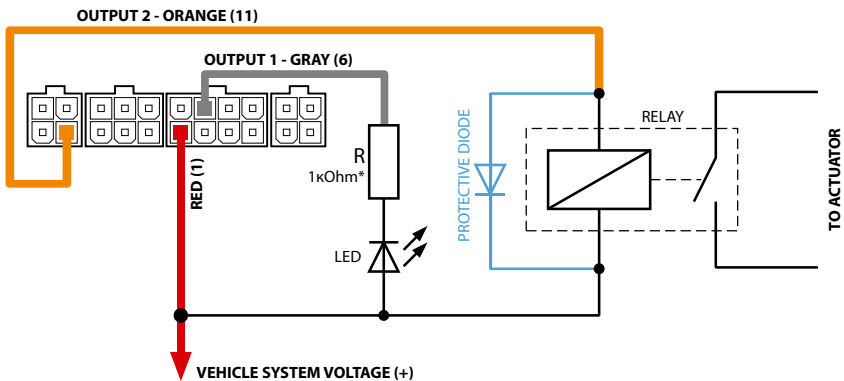 OUTPUT 2 - ORANGE (11)
OUTPUT 1 - GRAY (6)
RELAY
R
1кOhm*
PROTECTIVE DIODE
RED (1)
LED
TO ACTUATOR
VEHICLE SYSTEM VOLTAGE (+)